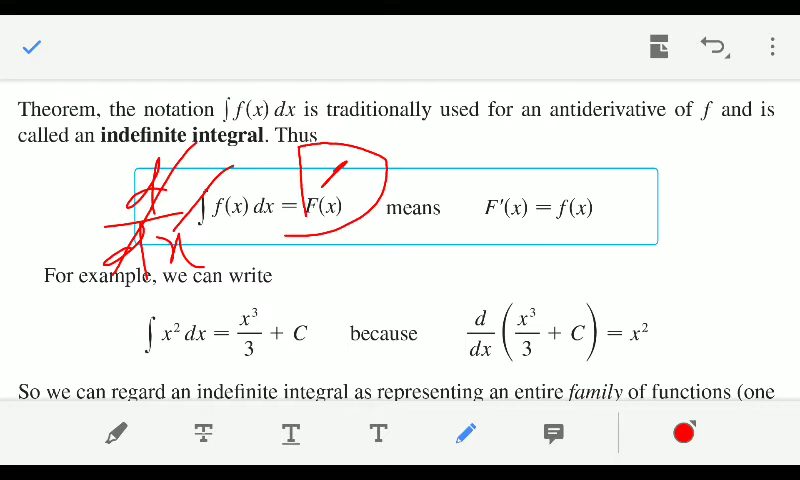 Theorem, the notation ∫ f(x) dx is traditionally used for an antiderivative of f and is
called an indefinite integral. Thus
d/dx ∫ f(x) dx = F(x) means F′(x) = f(x)
For example, we can write
∫ x² dx = x³/3 + C because d/dx (x³/3 + C) = x²
So we can regard an indefinite integral as representing an entire family of functions (one
T T T